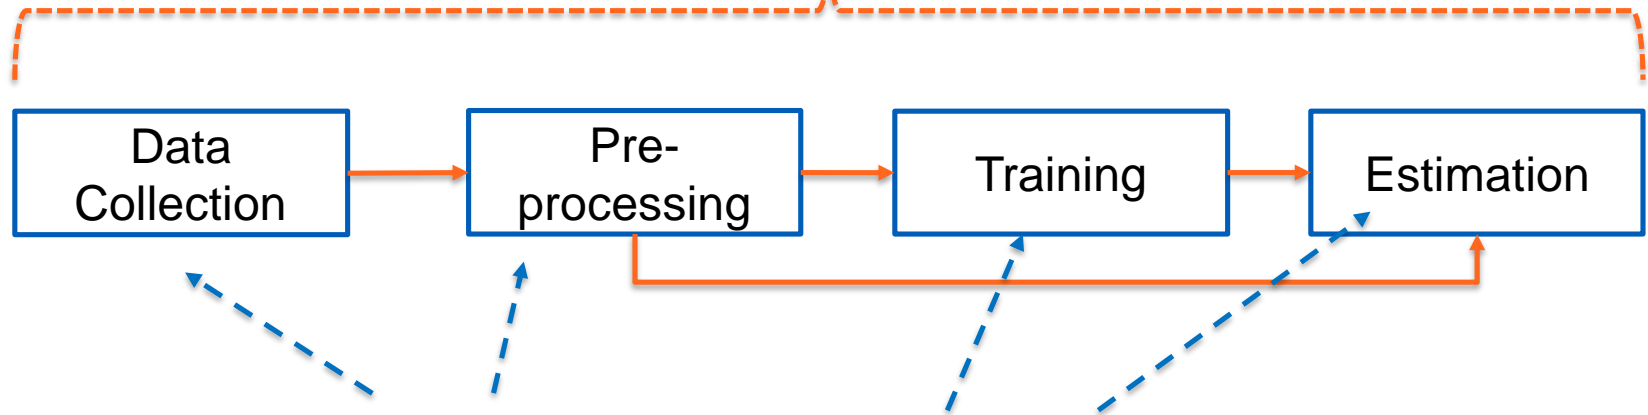 Data
Collection
Pre-
processing
Training
Estimation